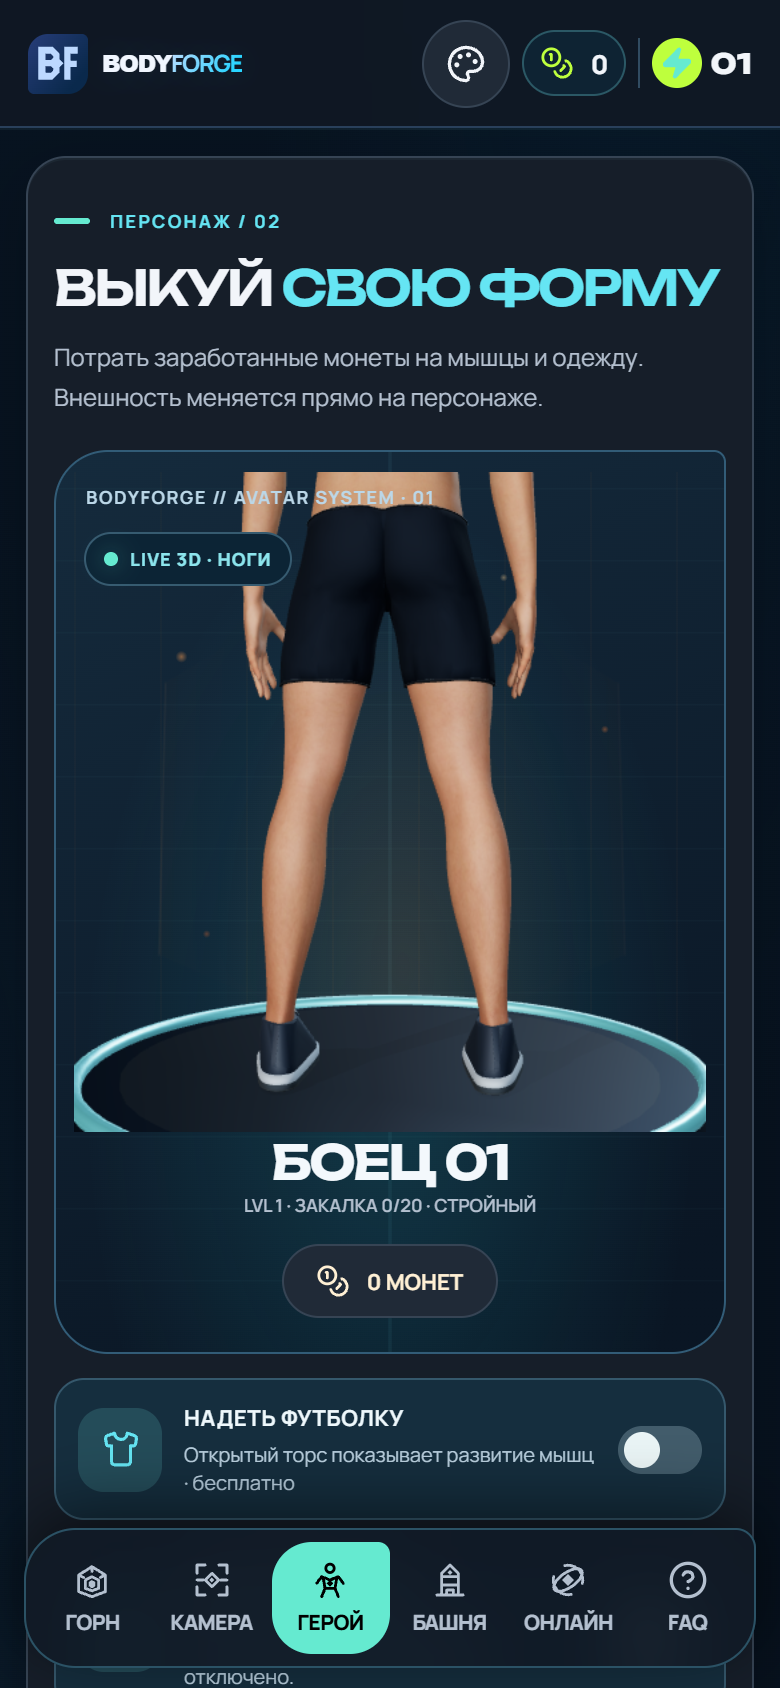 BF BODYFORGE 0 01
ПЕРСОНАЖ / 02
ВЫКУЙ СВОЮ ФОРМУ
Потрать заработанные монеты на мышцы и одежду.
Внешность меняется прямо на персонаже.
BODYFORGE // AVATAR SYSTEM · 01
LIVE 3D · НОГИ
БОЕЦ 01
LVL 1 · ЗАКАЛКА 0/20 · СТРОЙНЫЙ
0 МОНЕТ
НАДЕТЬ ФУТБОЛКУ
Открытый торс показывает развитие мышц
· бесплатно
ГОРН КАМЕРА ГЕРОЙ БАШНЯ ОНЛАЙН FAQ
отключено.